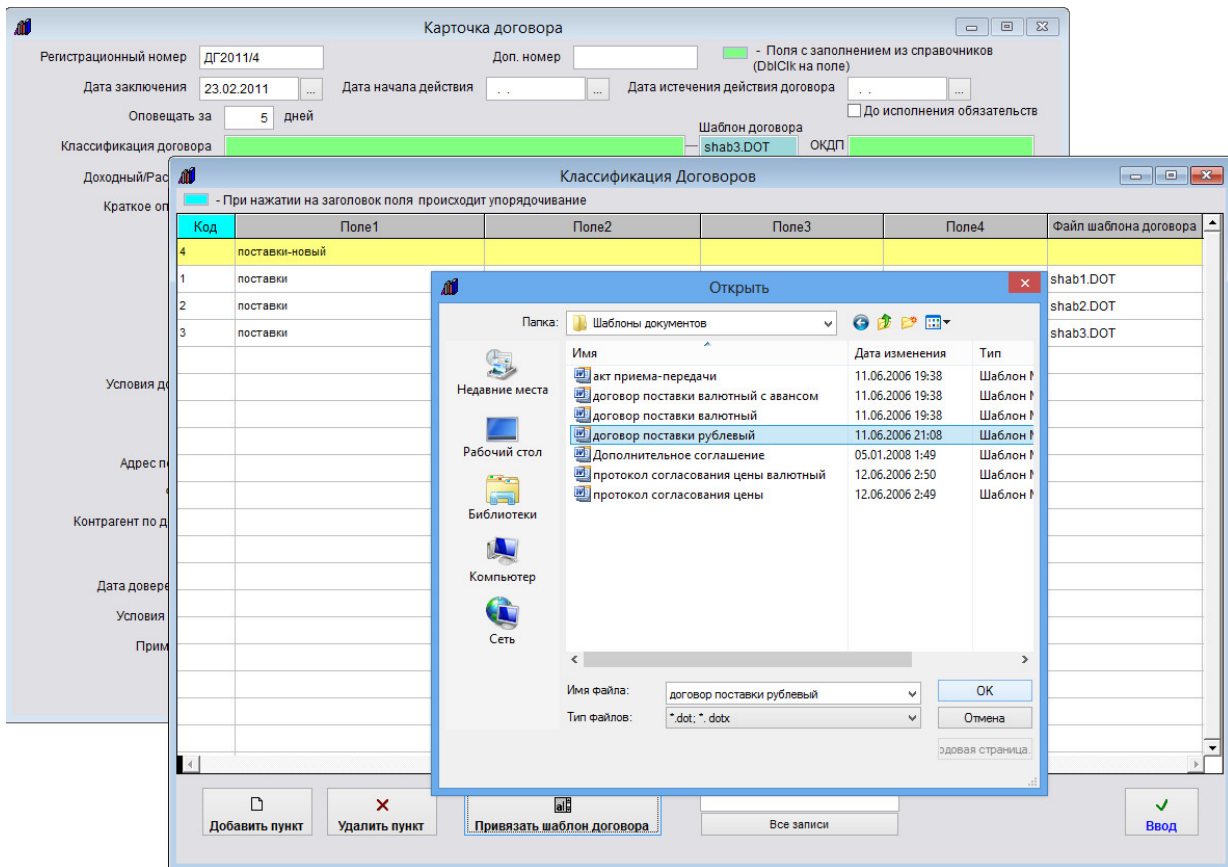 Карточка договора
Регистрационный номер ДГ2011/4 Доп. номер - Поля с заполнением из справочников
(DblClk на поле)
Дата заключения 23.02.2011 ... Дата начала действия . . ... Дата истечения действия договора . . ...
Оповещать за 5 дней До исполнения обязательств
Шаблон договора
Классификация договора shab3.DOT ОКДП
Доходный/Рас
Краткое оп
Условия до
Адрес п
Контрагент по д
Дата довере
Условия
Прим
Классификация Договоров
- При нажатии на заголовок поля происходит упорядочивание
Код Поле1 Поле2 Поле3 Поле4 Файл шаблона договора
4 поставки-новый
1 поставки shab1.DOT
2 поставки shab2.DOT
3 поставки shab3.DOT
Открыть
Папка: Шаблоны документов
Имя Дата изменения Тип
акт приема-передачи 11.06.2006 19:38 Шаблон
договор поставки валютный с авансом 11.06.2006 19:38 Шаблон
договор поставки валютный 11.06.2006 19:38 Шаблон
договор поставки рублевый 11.06.2006 21:08 Шаблон
Дополнительное соглашение 05.01.2008 1:49 Шаблон
протокол согласования цены валютный 12.06.2006 2:50 Шаблон
протокол согласования цены 12.06.2006 2:49 Шаблон
Недавние места
Рабочий стол
Библиотеки
Компьютер
Сеть
Имя файла: договор поставки рублевый OK
Тип файлов: *.dot; *. dotx Отмена
одовая страница.
Добавить пункт Удалить пункт Привязать шаблон договора Все записи Ввод